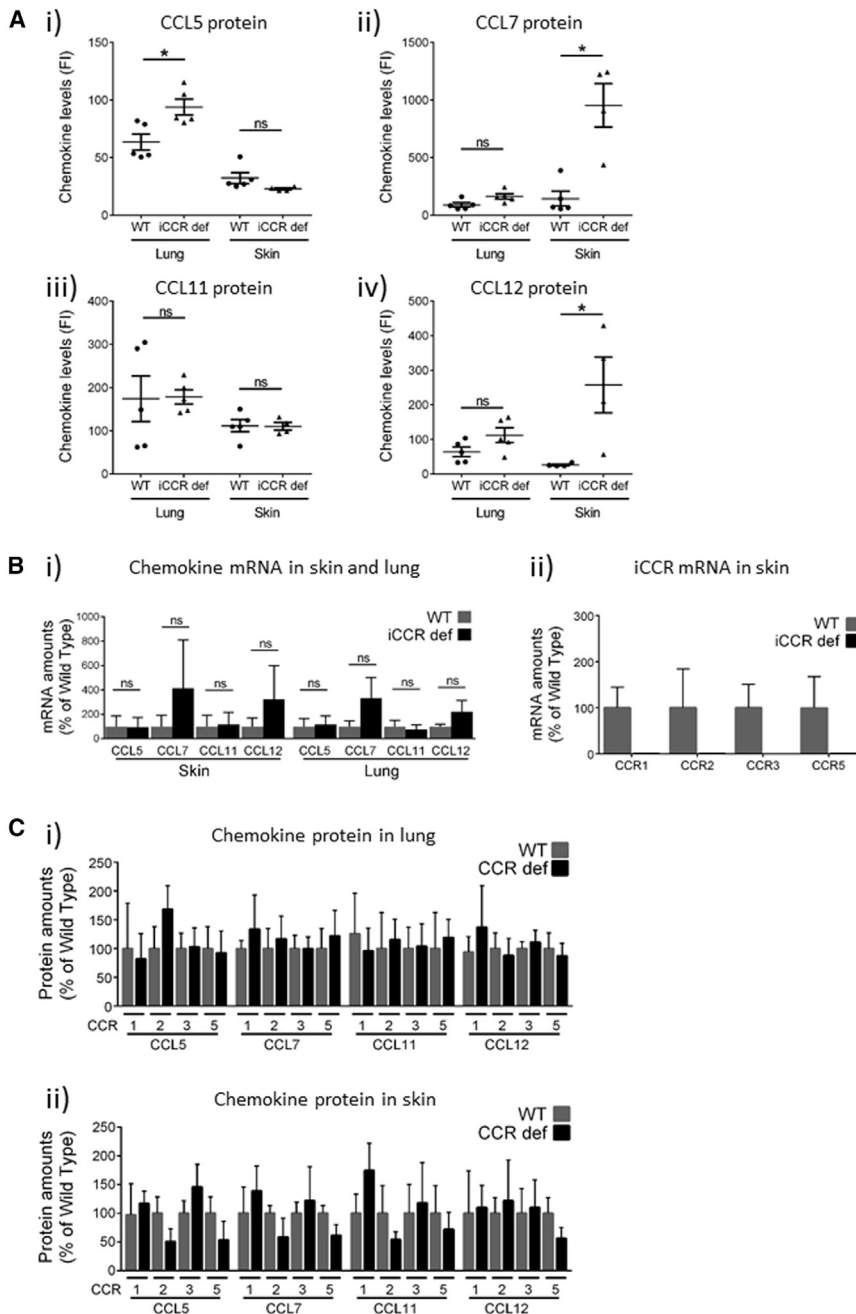 A i) CCL5 protein
Chemokine levels (FI)
150
100
50
0
*
ns
WT iCCR def WT iCCR def
Lung Skin
ii) CCL7 protein
Chemokine levels (FI)
1500
1000
500
0
ns
*
WT iCCR def WT iCCR def
Lung Skin
iii) CCL11 protein
Chemokine levels (FI)
400
300
200
100
0
ns
ns
WT iCCR def WT iCCR def
Lung Skin
iv) CCL12 protein
Chemokine levels (FI)
500
400
300
200
100
0
ns
*
WT iCCR def WT iCCR def
Lung Skin
B i) Chemokine mRNA in skin and lung
mRNA amounts
(% of Wild Type)
1000
800
600
400
200
0
WT
iCCR def
ns ns ns ns ns ns ns ns
CCL5 CCL7 CCL11 CCL12 CCL5 CCL7 CCL11 CCL12
Skin Lung
ii) iCCR mRNA in skin
mRNA amounts
(% of Wild Type)
300
200
100
0
WT
iCCR def
CCR1 CCR2 CCR3 CCR5
C i) Chemokine protein in lung
Protein amounts
(% of Wild Type)
250
200
150
100
50
0
WT
CCR def
CCR 1 2 3 5 1 2 3 5 1 2 3 5 1 2 3 5
CCL5 CCL7 CCL11 CCL12
ii) Chemokine protein in skin
Protein amounts
(% of Wild Type)
250
200
150
100
50
0
WT
CCR def
CCR 1 2 3 5 1 2 3 5 1 2 3 5 1 2 3 5
CCL5 CCL7 CCL11 CCL12